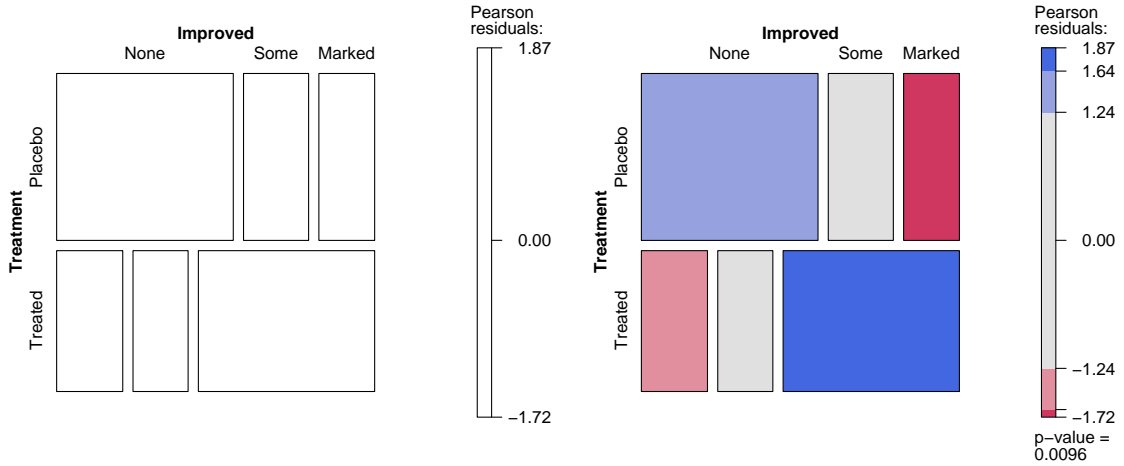 Improved
None Some Marked
Treatment
Placebo
Treated
Pearson
residuals:
1.87
0.00
−1.72
Improved
None Some Marked
Treatment
Placebo
Treated
Pearson
residuals:
1.87
1.64
1.24
0.00
−1.24
−1.72
p−value =
0.0096